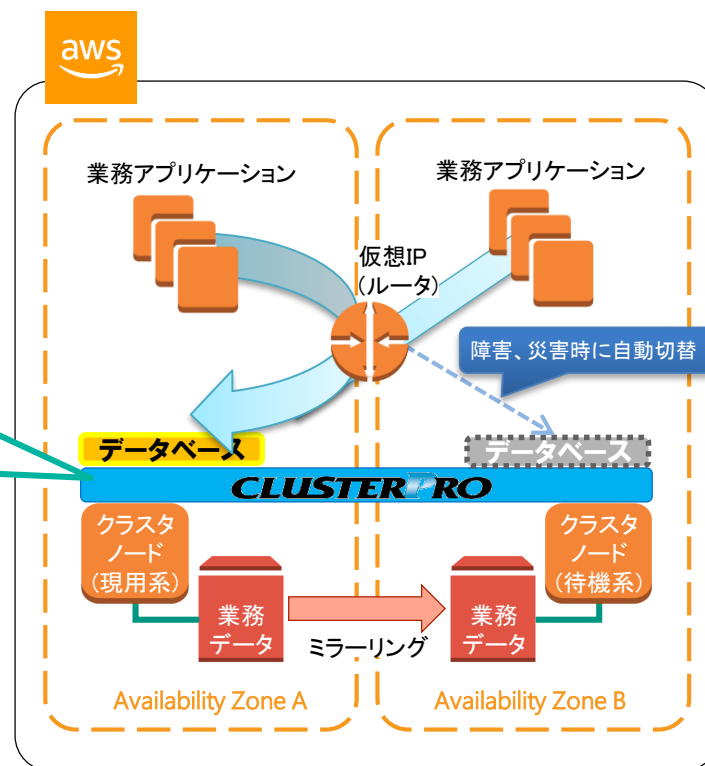 aws
業務アプリケーション
業務アプリケーション
仮想IP
(ルータ)
障害、災害時に自動切替
データベース
データベース
CLUSTERPRO
クラスタ
ノード
(現用系)
クラスタ
ノード
(待機系)
業務
データ
業務
データ
ミラーリング
Availability Zone A
Availability Zone B